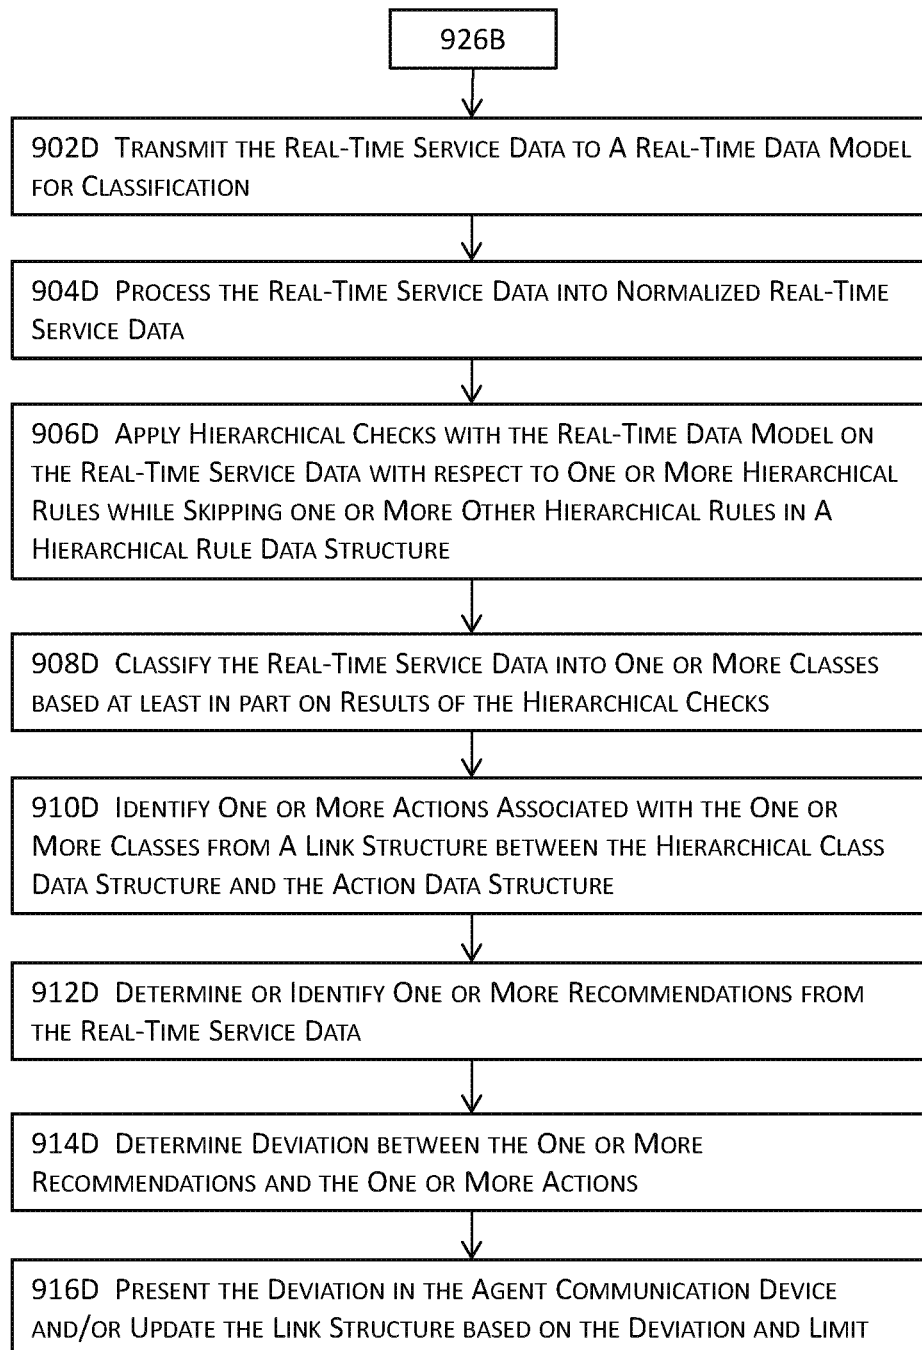 926B
902D TRANSMIT THE REAL-TIME SERVICE DATA TO A REAL-TIME DATA MODEL
FOR CLASSIFICATION
904D PROCESS THE REAL-TIME SERVICE DATA INTO NORMALIZED REAL-TIME
SERVICE DATA
906D APPLY HIERARCHICAL CHECKS WITH THE REAL-TIME DATA MODEL ON
THE REAL-TIME SERVICE DATA WITH RESPECT TO ONE OR MORE HIERARCHICAL
RULES WHILE SKIPPING ONE OR MORE OTHER HIERARCHICAL RULES IN A
HIERARCHICAL RULE DATA STRUCTURE
908D CLASSIFY THE REAL-TIME SERVICE DATA INTO ONE OR MORE CLASSES
BASED AT LEAST IN PART ON RESULTS OF THE HIERARCHICAL CHECKS
910D IDENTIFY ONE OR MORE ACTIONS ASSOCIATED WITH THE ONE OR
MORE CLASSES FROM A LINK STRUCTURE BETWEEN THE HIERARCHICAL CLASS
DATA STRUCTURE AND THE ACTION DATA STRUCTURE
912D DETERMINE OR IDENTIFY ONE OR MORE RECOMMENDATIONS FROM
THE REAL-TIME SERVICE DATA
914D DETERMINE DEVIATION BETWEEN THE ONE OR MORE
RECOMMENDATIONS AND THE ONE OR MORE ACTIONS
916D PRESENT THE DEVIATION IN THE AGENT COMMUNICATION DEVICE
AND/OR UPDATE THE LINK STRUCTURE BASED ON THE DEVIATION AND LIMIT